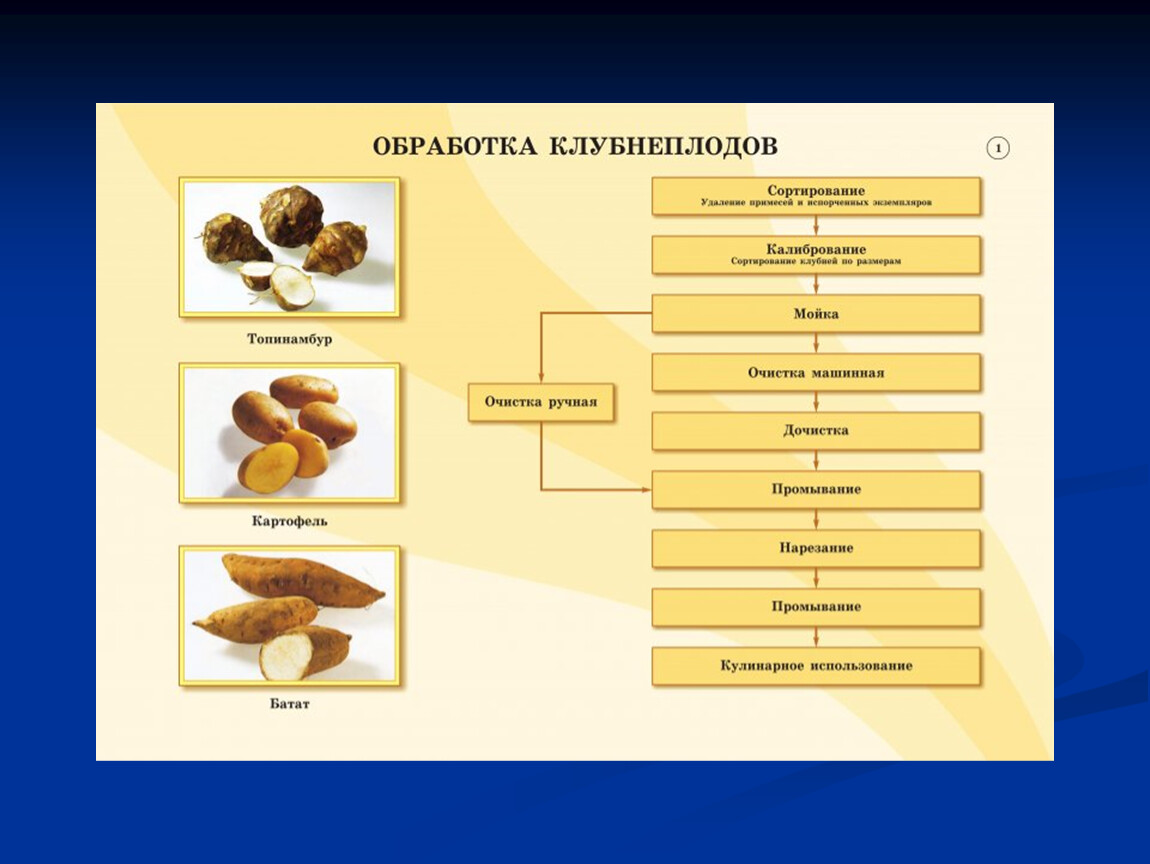 ОБРАБОТКА КЛУБНЕПЛОДОВ
1
Топинамбур
Картофель
Батат
Сортирование
Удаление примесей и испорченных экземпляров
Калибрование
Сортирование клубней по размерам
Мойка
Очистка ручная
Очистка машинная
Дочистка
Промывание
Нарезание
Промывание
Кулинарное использование